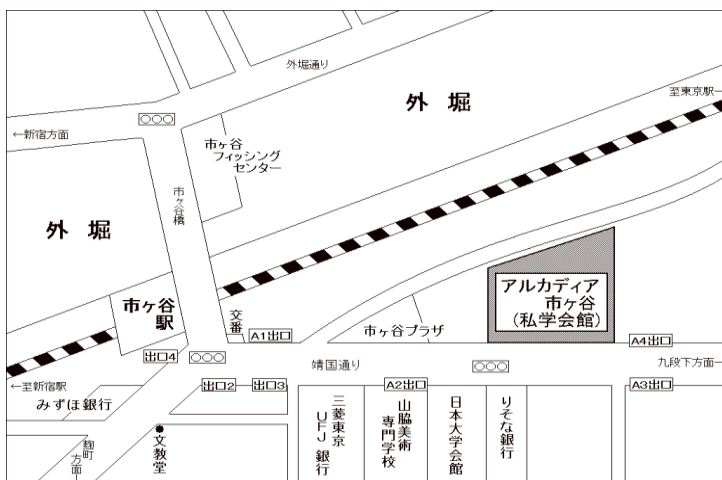 外堀通り
外 堀
至東京駅→
←新宿方面
市ヶ谷
フィッシング
センター
市ヶ谷橋
外 堀
市ヶ谷
駅
交番
A1出口
市ヶ谷プラザ
アルカディア
市ヶ谷
(私学会館)
A4出口
出口4
靖国通り
九段下方面→
←至新宿駅
出口2
出口3
A2出口
A3出口
みずほ銀行
麹町
方面
文教堂
三菱東京
UFJ銀行
山脇美術
専門学校
日本大学会館
りそな銀行